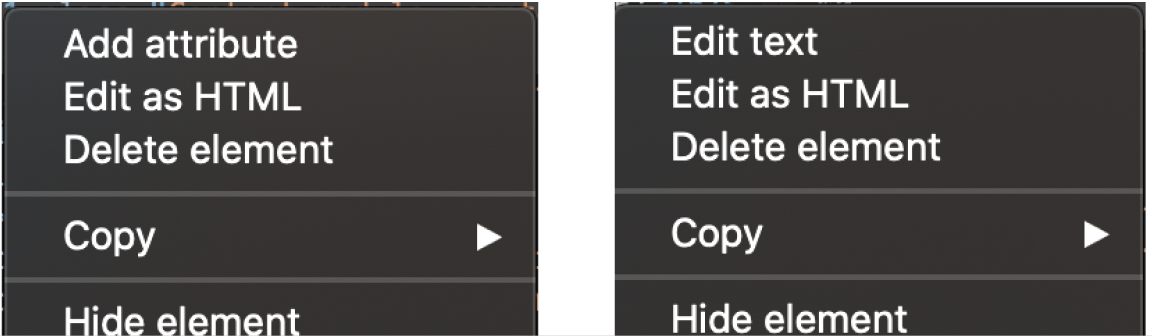 Add attribute
Edit as HTML
Delete element
Copy
Hide element
Edit text
Edit as HTML
Delete element
Copy
Hide element